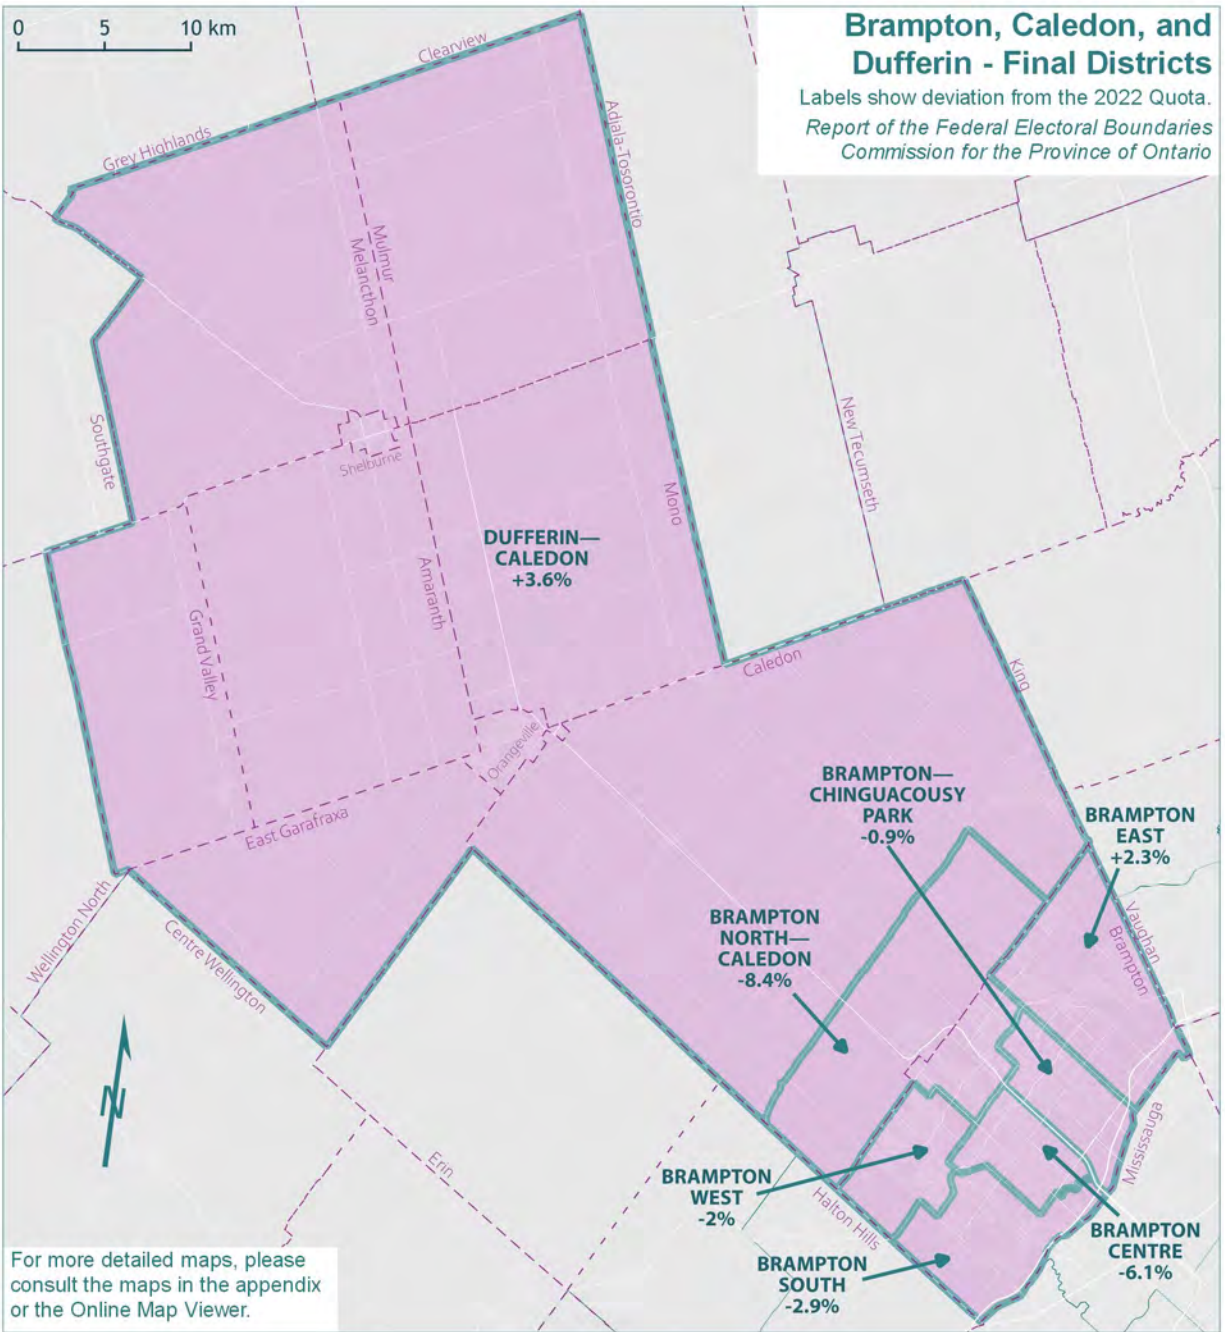 0 5 10 km
Brampton, Caledon, and
Dufferin - Final Districts
Labels show deviation from the 2022 Quota.
Report of the Federal Electoral Boundaries
Commission for the Province of Ontario
Clearview
Grey Highlands
Adjala-Tosorontio
Mulmur
Melancthon
Southgate
Shelburne
New Tecumseth
Mono
DUFFERIN—
CALEDON
+3.6%
Amaranth
Grand Valley
Caledon
King
Orangeville
East Garafraxa
BRAMPTON—
CHINGUACOUSY
PARK
-0.9%
BRAMPTON
EAST
+2.3%
Wellington North
Centre Wellington
BRAMPTON
NORTH—
CALEDON
-8.4%
Vaughan
Brampton
N
Erin
Mississauga
BRAMPTON
WEST
-2%
Halton Hills
BRAMPTON
CENTRE
-6.1%
BRAMPTON
SOUTH
-2.9%
For more detailed maps, please
consult the maps in the appendix
or the Online Map Viewer.